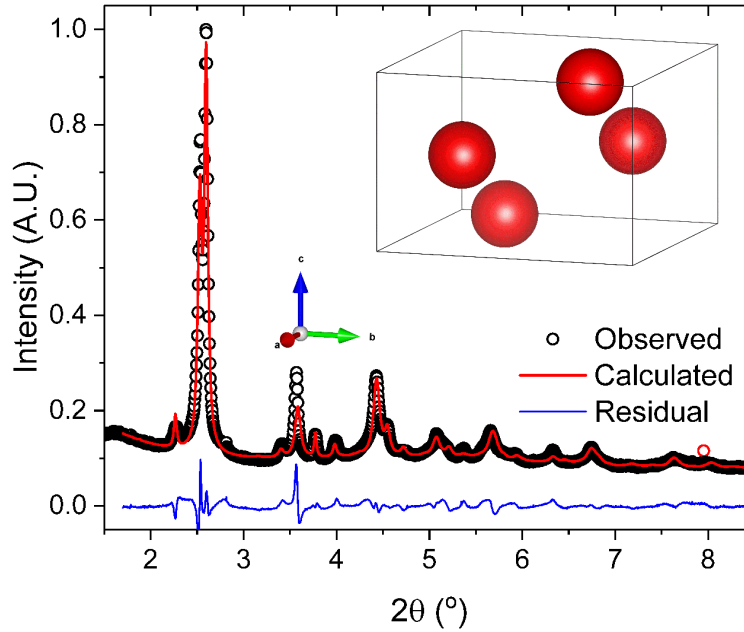 1.0
0.8
0.6
0.4
0.2
0.0
Intensity (A.U.)
c
a
b
Observed
Calculated
Residual
2 3 4 5 6 7 8
2θ (°)